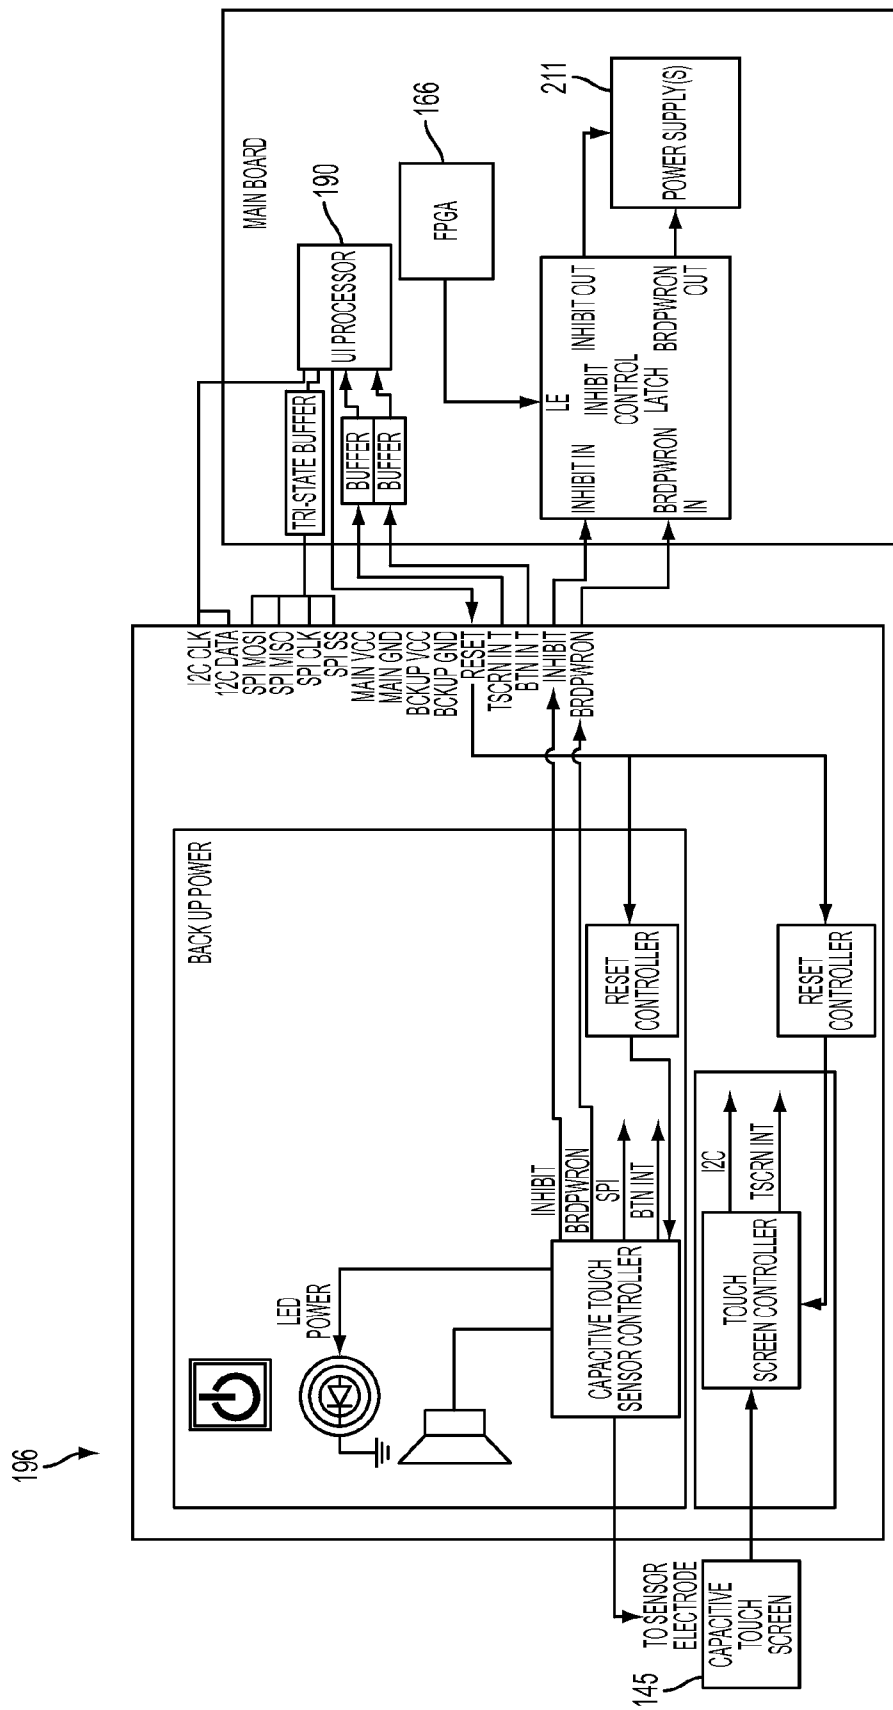 196
BACK UP POWER
LED
POWER
INHIBIT
BRDPWRON
SPI
BTN INT
CAPACITIVE TOUCH
SENSOR CONTROLLER
RESET
CONTROLLER
TO SENSOR
ELECTRODE
145
CAPACITIVE
TOUCH
SCREEN
TOUCH
SCREEN CONTROLLER
I2C
TSCRN INT
RESET
CONTROLLER
I2C CLK
12C DATA
SPI MOSI
SPI MISO
SPI CLK
SPI SS
MAIN VCC
MAIN GND
BCKUP VCC
BCKUP GND
RESET
TSCRN INT
BTN INT
INHIBIT
BRDPWRON
MAIN BOARD
TRI-STATE BUFFER
BUFFER
BUFFER
UI PROCESSOR
190
FPGA
166
LE
INHIBIT IN
INHIBIT OUT
INHIBIT
CONTROL
LATCH
BRDPWRON
IN
BRDPWRON
OUT
POWER SUPPLY(S)
211